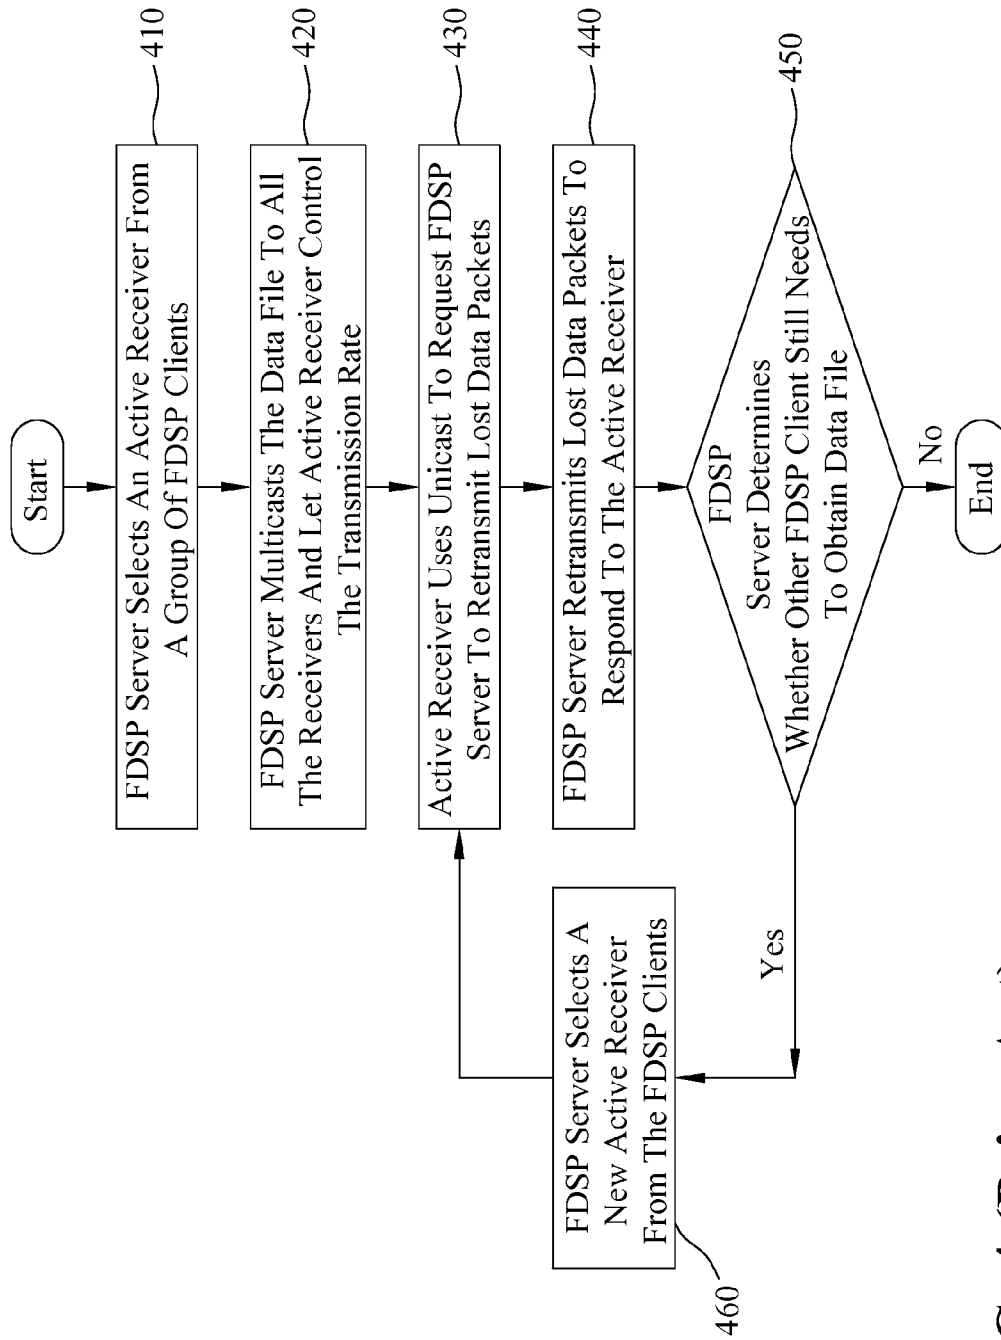 Start
FDSP Server Selects An Active Receiver From
A Group Of FDSP Clients
410
FDSP Server Multicasts The Data File To All
The Receivers And Let Active Receiver Control
The Transmission Rate
420
Active Receiver Uses Unicast To Request FDSP
Server To Retransmit Lost Data Packets
430
FDSP Server Retransmits Lost Data Packets To
Respond To The Active Receiver
440
FDSP
Server Determines
Whether Other FDSP Client Still Needs
To Obtain Data File
450
Yes
No
FDSP Server Selects A
New Active Receiver
From The FDSP Clients
460
End